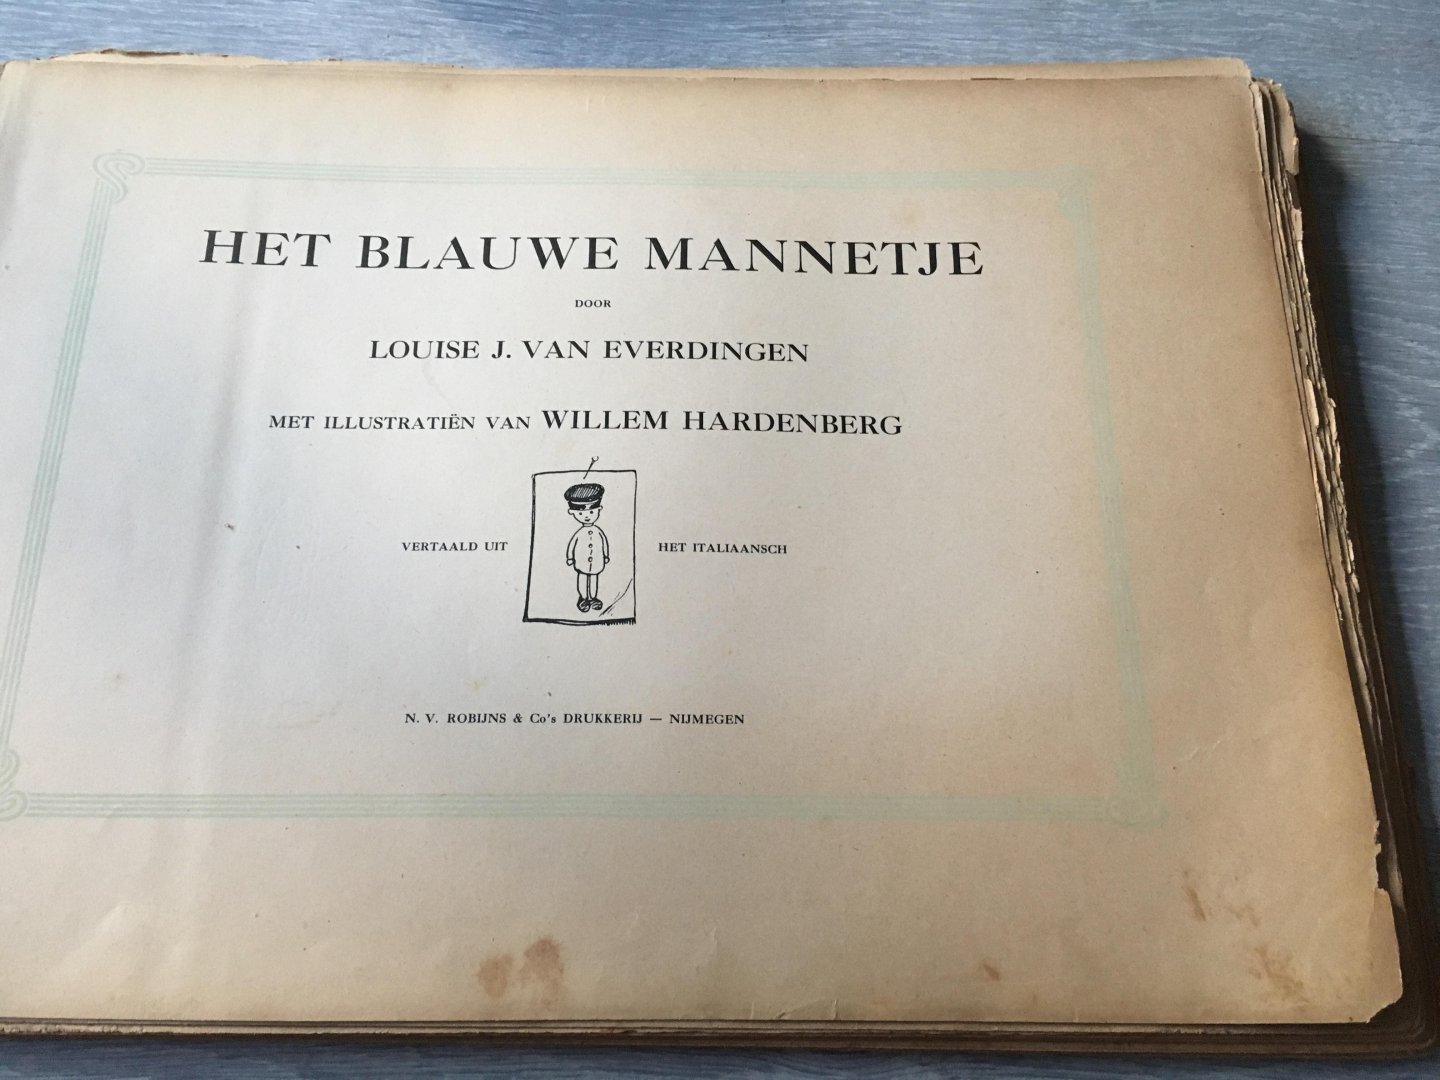 HET BLAUWE MANNETJE
DOOR
LOUISE J. VAN EVERDINGEN
MET ILLUSTRATIËN VAN WILLEM HARDENBERG
VERTAALD UIT HET ITALIAANSCH
N. V. ROBIJNS & Co's DRUKKERIJ — NIJMEGEN